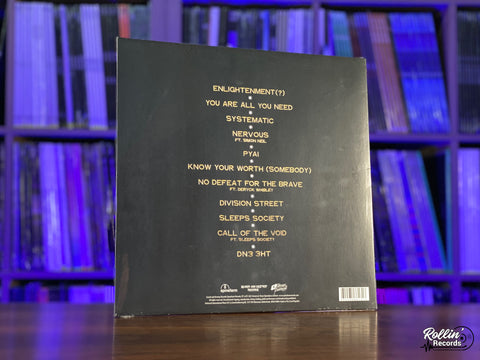 ENLIGHTENMENT(?)
YOU ARE ALL YOU NEED
SYSTEMATIC
NERVOUS
FT. SIMON NEIL
PYAI
KNOW YOUR WORTH (SOMEBODY)
NO DEFEAT FOR THE BRAVE
FT. DERYCK WHIBLEY
DIVISION STREET
SLEEPS SOCIETY
CALL OF THE VOID
FT. SLEEPS SOCIETY
DN3 3HT
Rollin'
Records